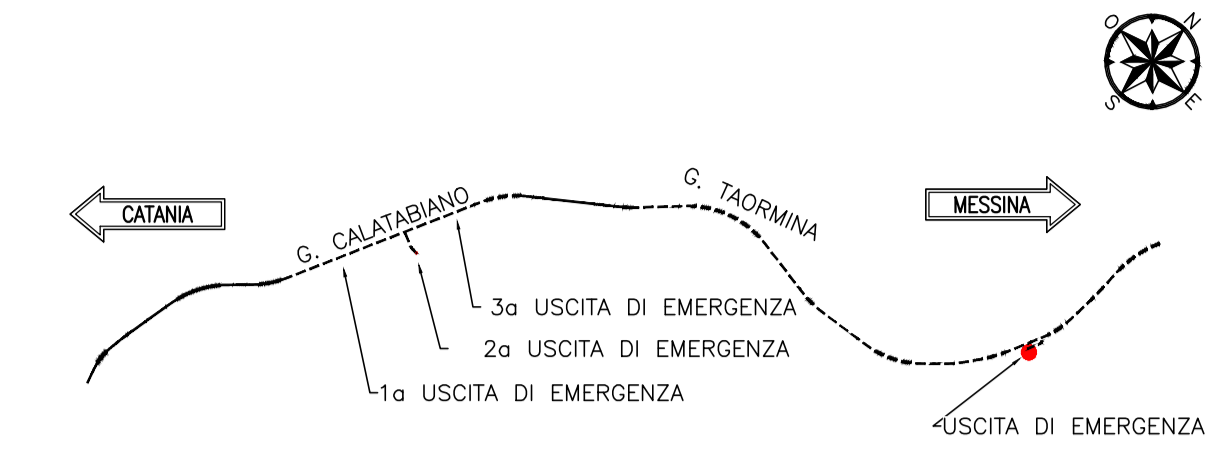 O N
S E
CATANIA
G. CALATABIANO
G. TAORMINA
MESSINA
3a USCITA DI EMERGENZA
2a USCITA DI EMERGENZA
1a USCITA DI EMERGENZA
USCITA DI EMERGENZA